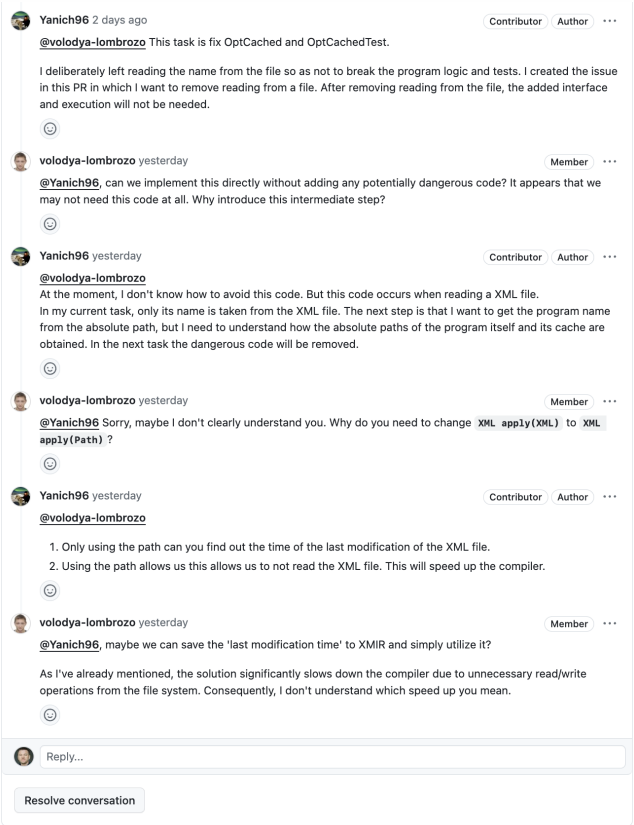 Yanich96 2 days ago Contributor Author ...
@volodya-lombrozo This task is fix OptCached and OptCachedTest.
I deliberately left reading the name from the file so as not to break the program logic and tests. I created the issue
in this PR in which I want to remove reading from a file. After removing reading from the file, the added interface
and execution will not be needed.
volodya-lombrozo yesterday Member ...
@Yanich96, can we implement this directly without adding any potentially dangerous code? It appears that we
may not need this code at all. Why introduce this intermediate step?
Yanich96 yesterday Contributor Author ...
@volodya-lombrozo
At the moment, I don't know how to avoid this code. But this code occurs when reading a XML file.
In my current task, only its name is taken from the XML file. The next step is that I want to get the program name
from the absolute path, but I need to understand how the absolute paths of the program itself and its cache are
obtained. In the next task the dangerous code will be removed.
volodya-lombrozo yesterday Member ...
@Yanich96 Sorry, maybe I don't clearly understand you. Why do you need to change XML apply(XML) to XML
apply(Path) ?
Yanich96 yesterday Contributor Author ...
@volodya-lombrozo
1. Only using the path can you find out the time of the last modification of the XML file.
2. Using the path allows us this allows us to not read the XML file. This will speed up the compiler.
volodya-lombrozo yesterday Member ...
@Yanich96, maybe we can save the 'last modification time' to XMIR and simply utilize it?
As I've already mentioned, the solution significantly slows down the compiler due to unnecessary read/write
operations from the file system. Consequently, I don't understand which speed up you mean.
Reply...
Resolve conversation